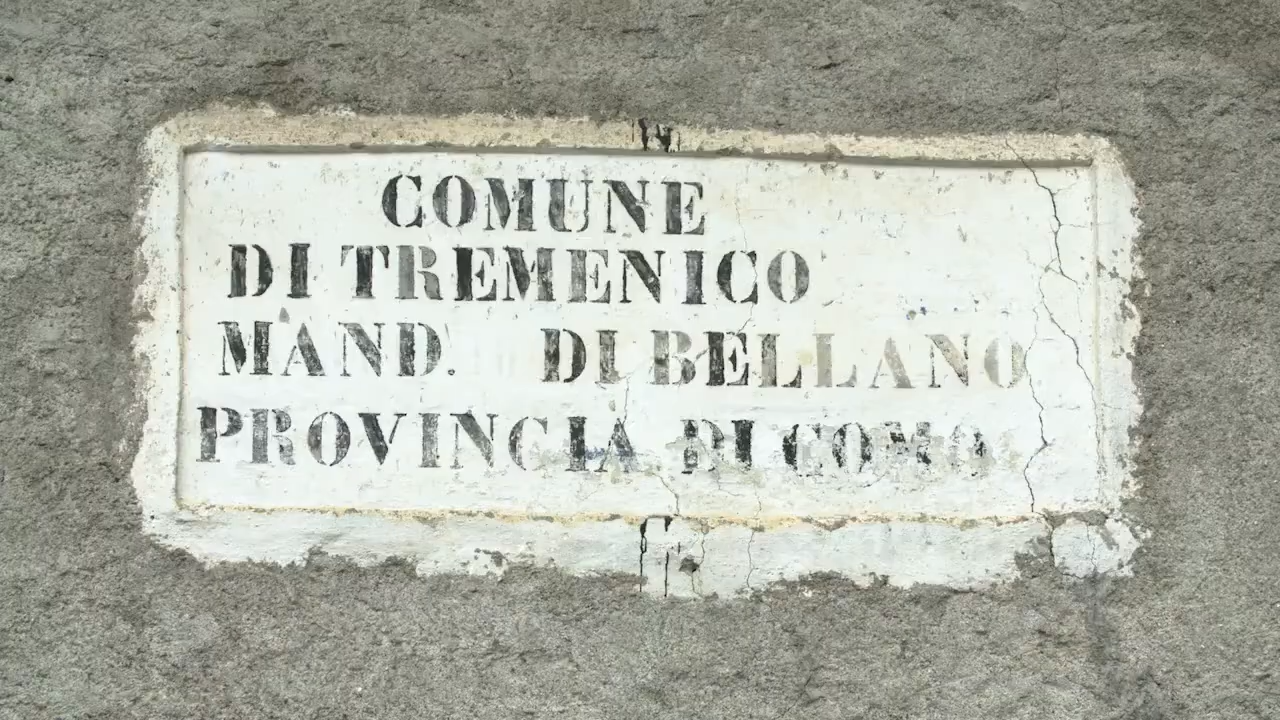 COMUNE
DI TREMENICO
MAND. DI BELLANO
PROVINCIA DI COMO